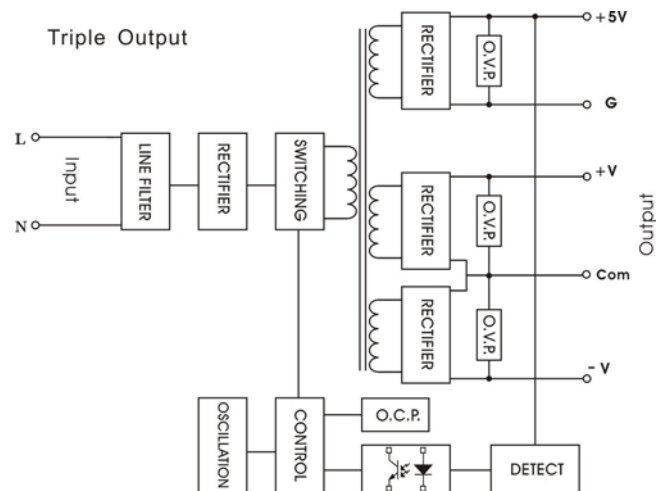 Triple Output
L
Input
N
LINE FILTER
RECTIFIER
SWITCHING
RECTIFIER
O.V.P.
+5V
G
RECTIFIER
O.V.P.
+V
Com
Output
RECTIFIER
O.V.P.
- V
OSCILLATION
CONTROL
O.C.P.
DETECT